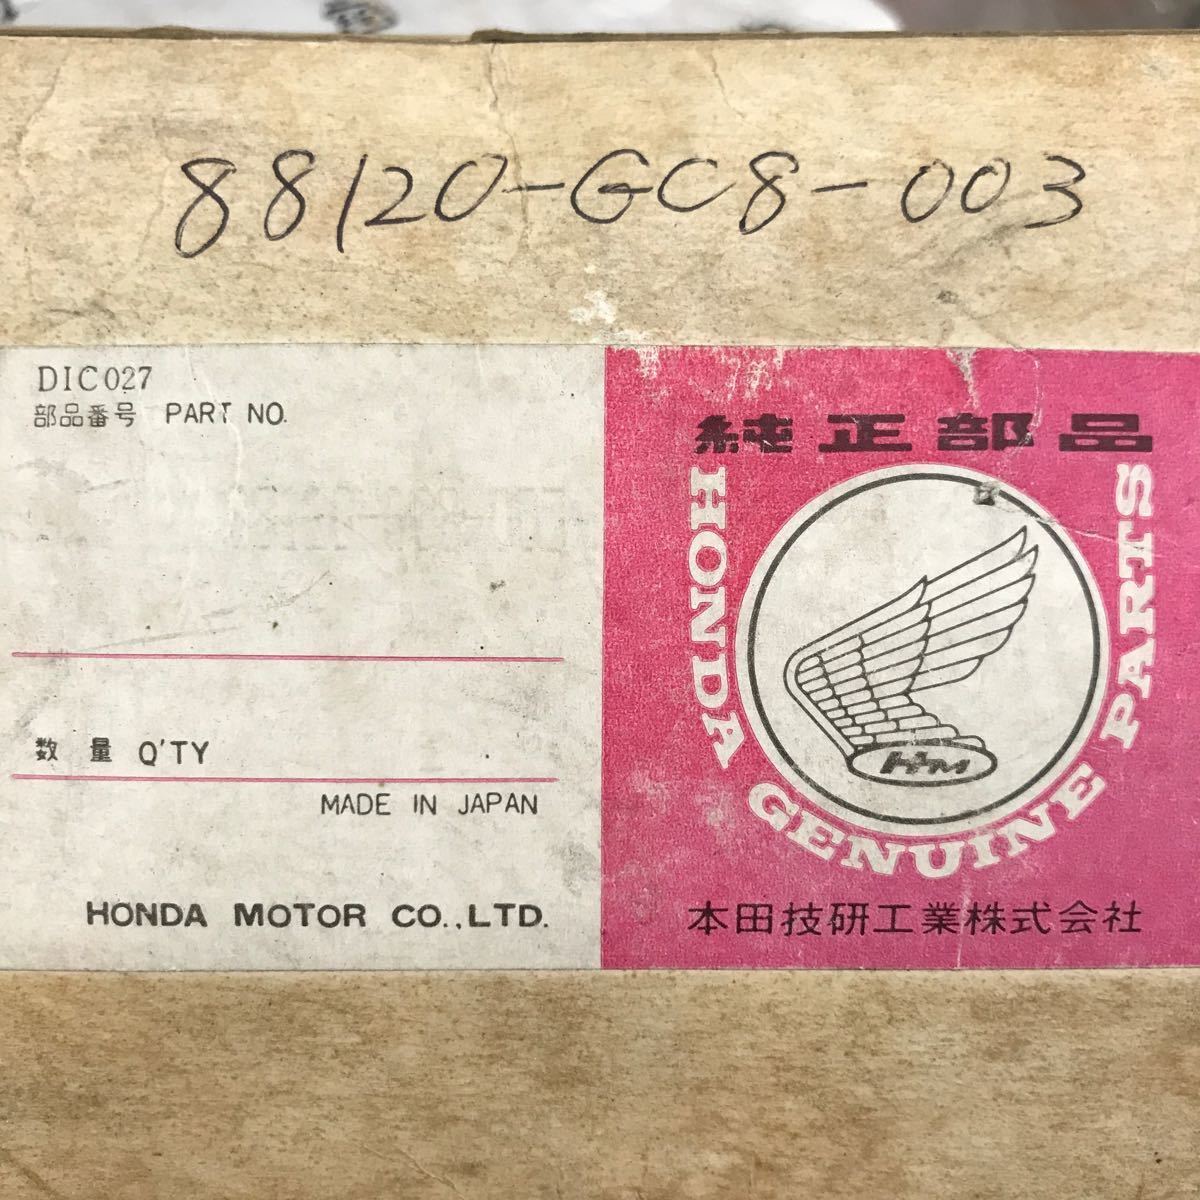 88120-GC8-003
DIC027
部品番号 PART NO.
数量 Q'TY
MADE IN JAPAN
HONDA MOTOR CO.,LTD.
純正部品
HONDA GENUINE PARTS
HM
本田技研工業株式会社